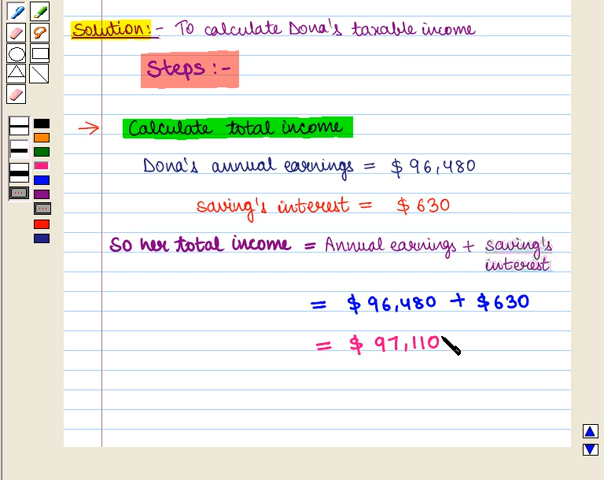 Solution:- To calculate Dona's taxable income
Steps :-
→ Calculate total income
Dona's annual earnings = $ 96,480
saving's interest = $ 630
So her total income = Annual earnings + saving's
interest
= $ 96,480 + $630
= $ 97,110